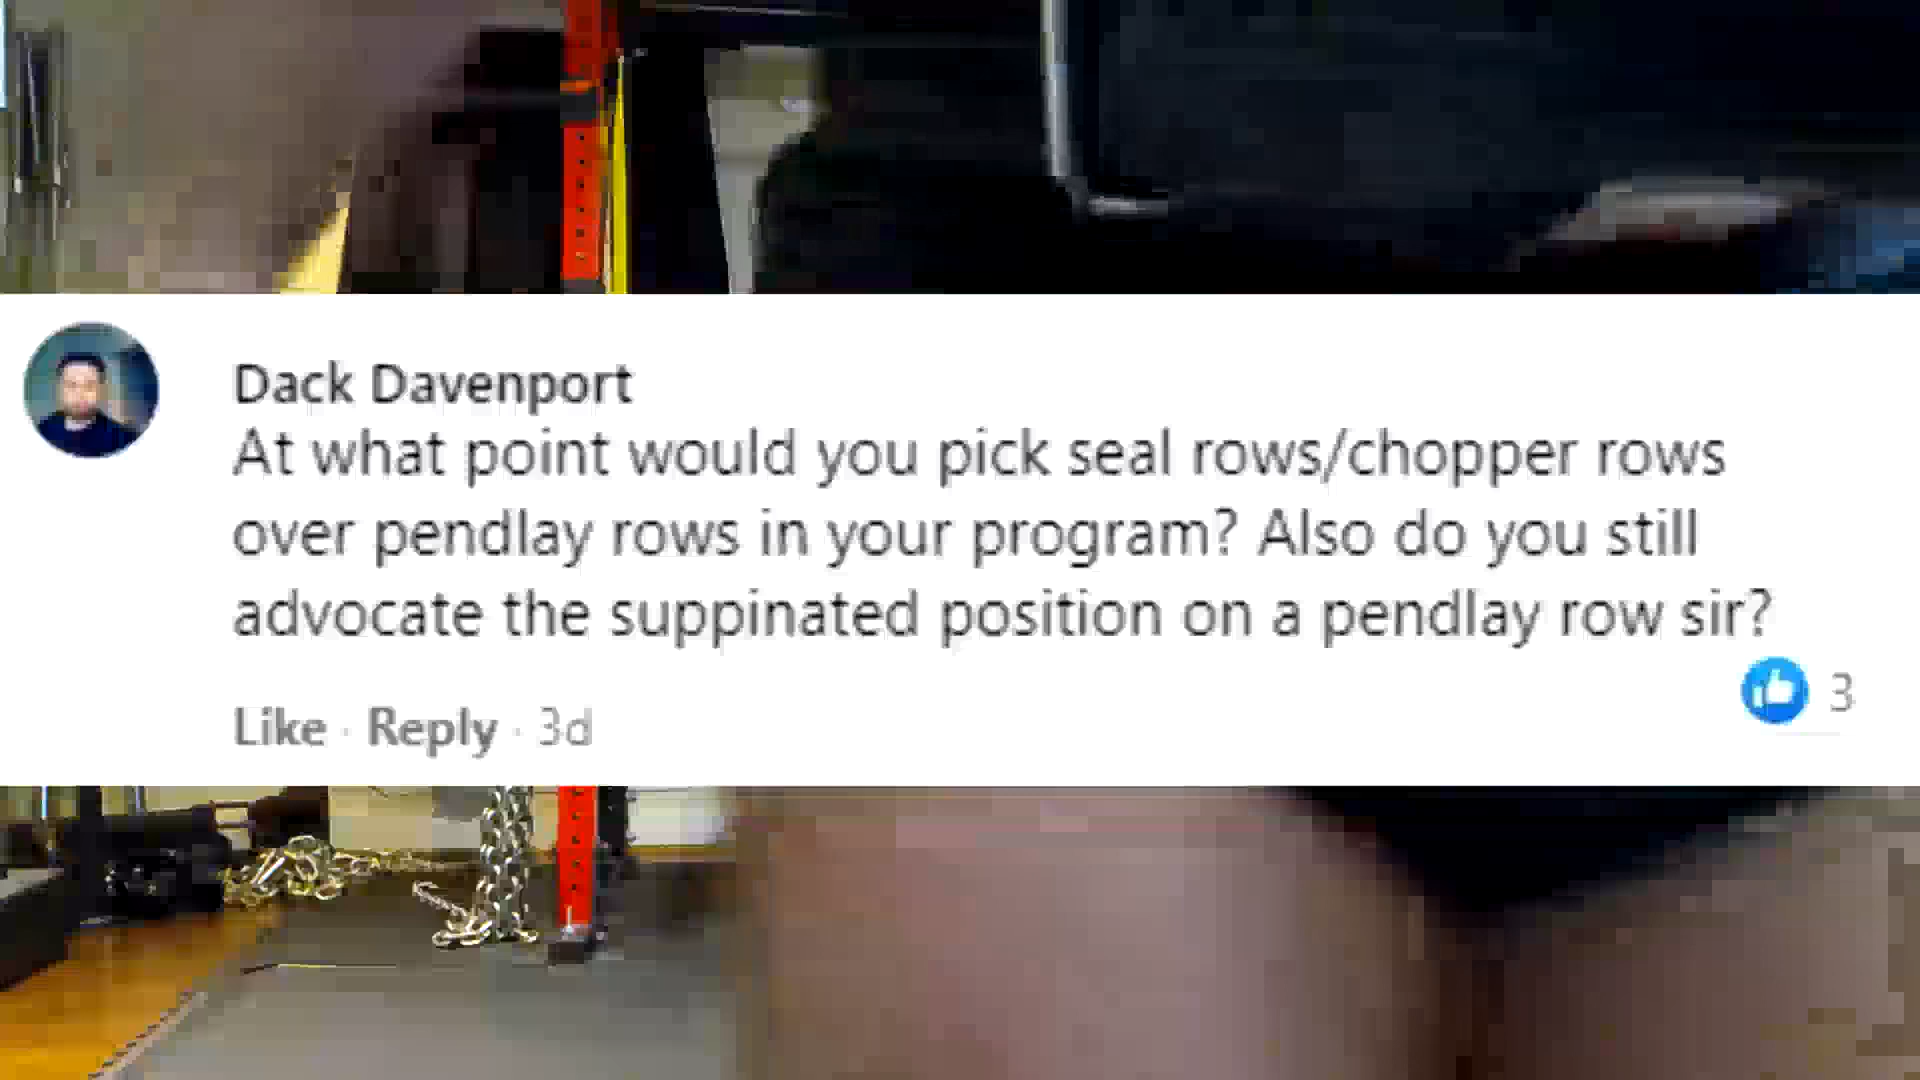 Dack Davenport
At what point would you pick seal rows/chopper rows
over pendlay rows in your program? Also do you still
advocate the suppinated position on a pendlay row sir?
3
Like · Reply · 3d